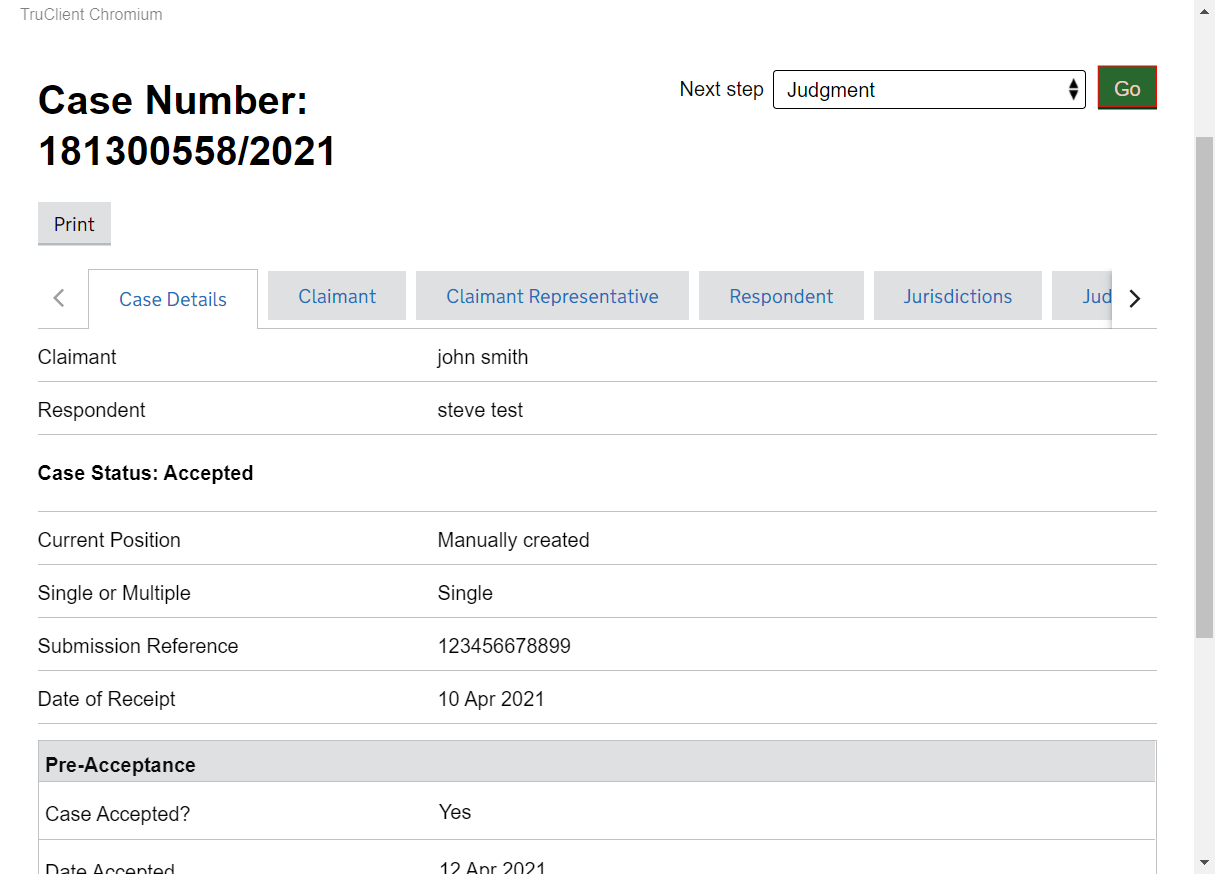 TruClient Chromium
Case Number:
181300558/2021
Next step Judgment Go
Print
Case Details Claimant Claimant Representative Respondent Jurisdictions Jud
Claimant john smith
Respondent steve test
Case Status: Accepted
Current Position Manually created
Single or Multiple Single
Submission Reference 123456678899
Date of Receipt 10 Apr 2021
Pre-Acceptance
Case Accepted? Yes
Date Accepted 12 Apr 2021